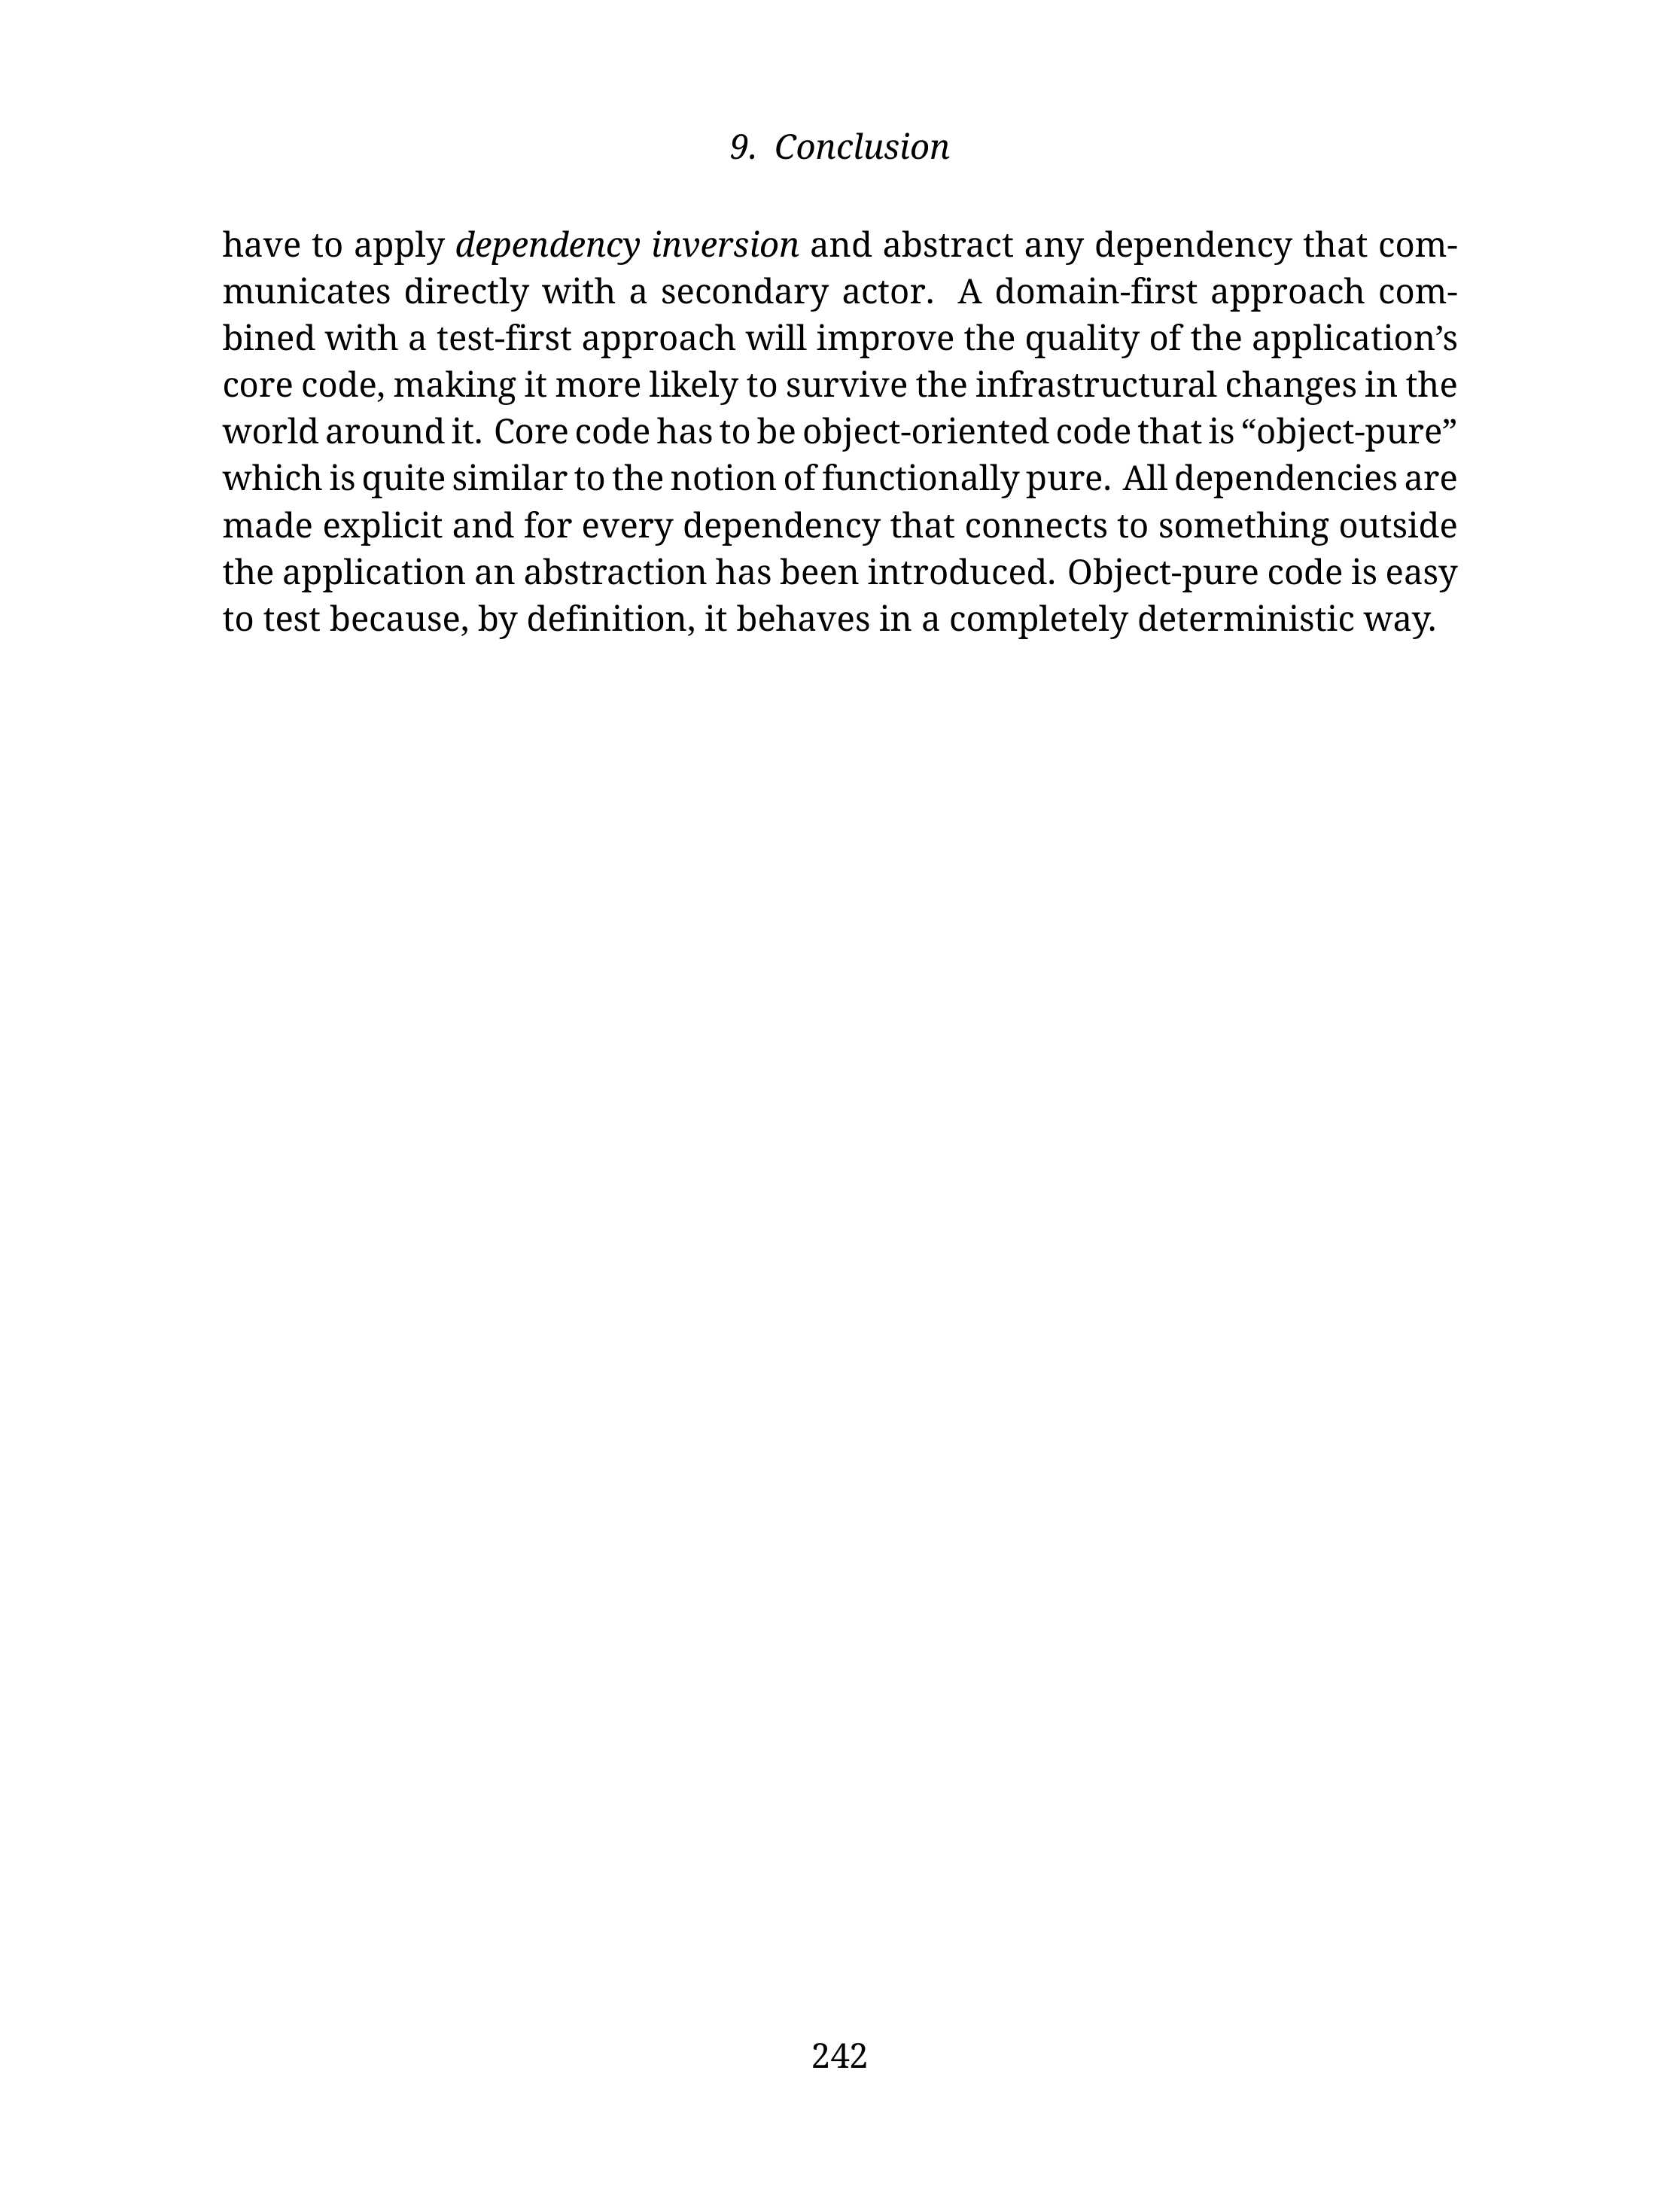 9. Conclusion
have to apply dependency inversion and abstract any dependency that com-
municates directly with a secondary actor. A domain-first approach com-
bined with a test-first approach will improve the quality of the application’s
core code, making it more likely to survive the infrastructural changes in the
world around it. Core code has to be object-oriented code that is “object-pure”
which is quite similar to the notion of functionally pure. All dependencies are
made explicit and for every dependency that connects to something outside
the application an abstraction has been introduced. Object-pure code is easy
to test because, by definition, it behaves in a completely deterministic way.
242